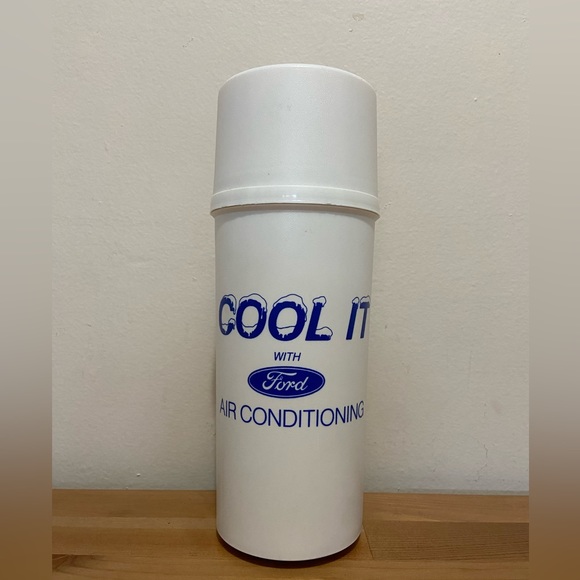 COOL IT
WITH
Ford
AIR CONDITIONING